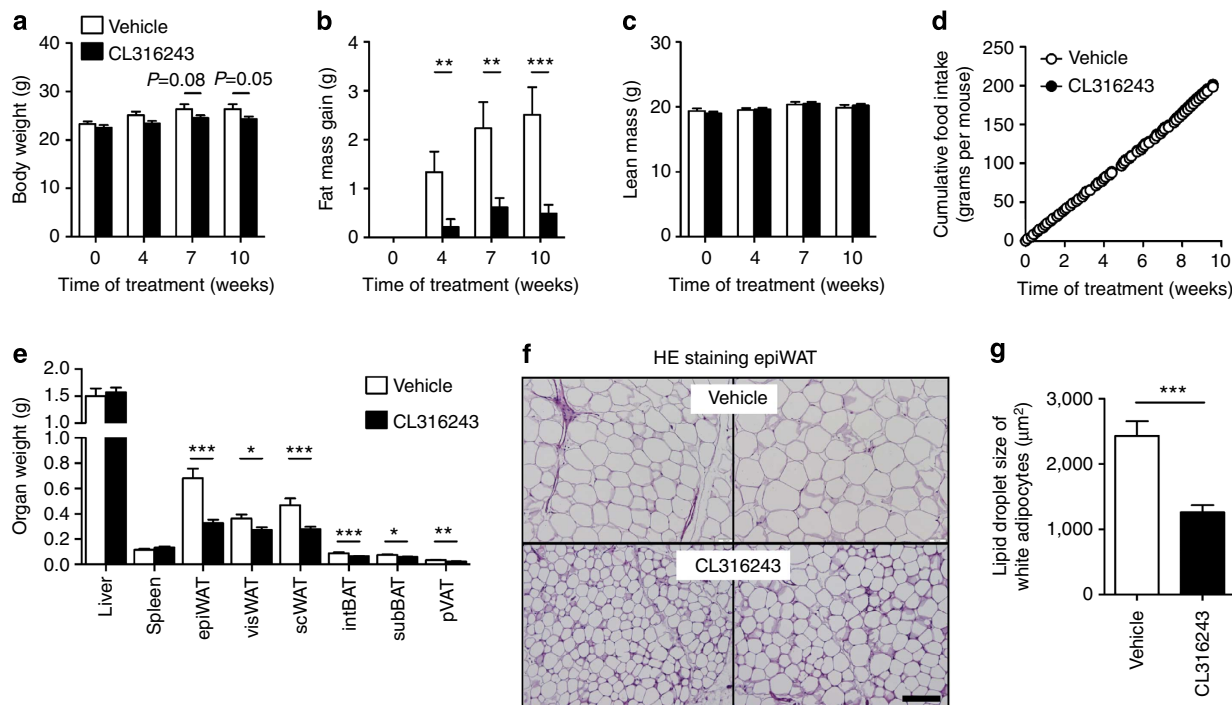 a
Vehicle
CL316243
Body weight (g)
40
30
20
10
0
P=0.08 P=0.05
0 4 7 10
Time of treatment (weeks)
b
Fat mass gain (g)
4
3
2
1
0
** ** ***
0 4 7 10
Time of treatment (weeks)
c
Lean mass (g)
30
20
10
0
0 4 7 10
Time of treatment (weeks)
d
Cumulative food intake
(grams per mouse)
250
200
150
100
50
0
Vehicle
CL316243
0 2 4 6 8 10
Time of treatment (weeks)
e
Organ weight (g)
2.0
1.5
1.0
1.0
0.8
0.6
0.4
0.2
0.0
Vehicle
CL316243
*** * *** *** * **
Liver
Spleen
epiWAT
visWAT
scWAT
intBAT
subBAT
pVAT
f
HE staining epiWAT
Vehicle
CL316243
g
Lipid droplet size of
white adipocytes (µm²)
3,000
2,000
1,000
0
***
Vehicle
CL316243